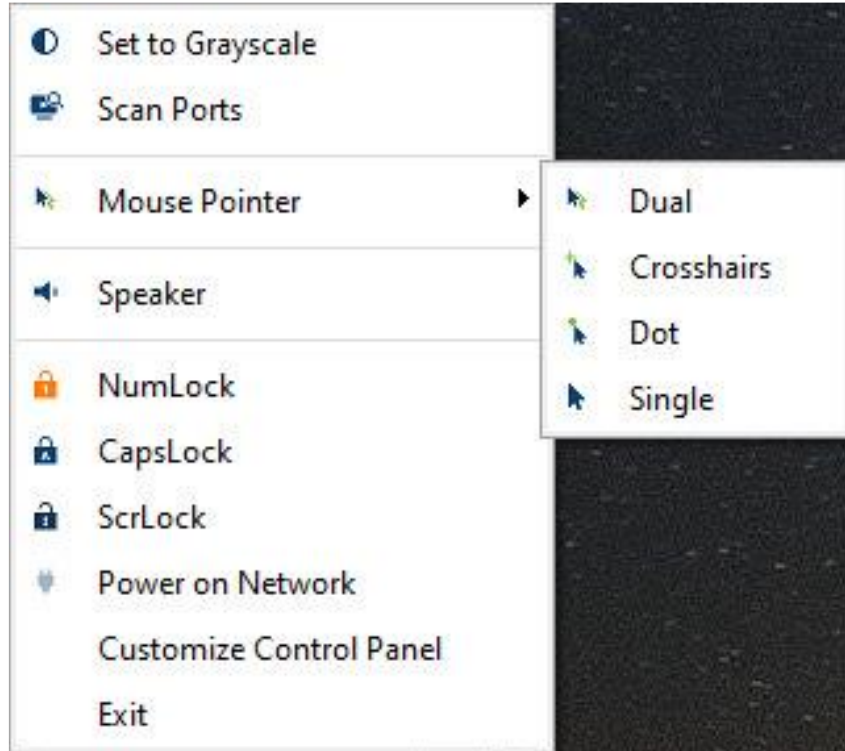 Set to Grayscale
Scan Ports
Mouse Pointer
Speaker
NumLock
CapsLock
ScrLock
Power on Network
Customize Control Panel
Exit
Dual
Crosshairs
Dot
Single